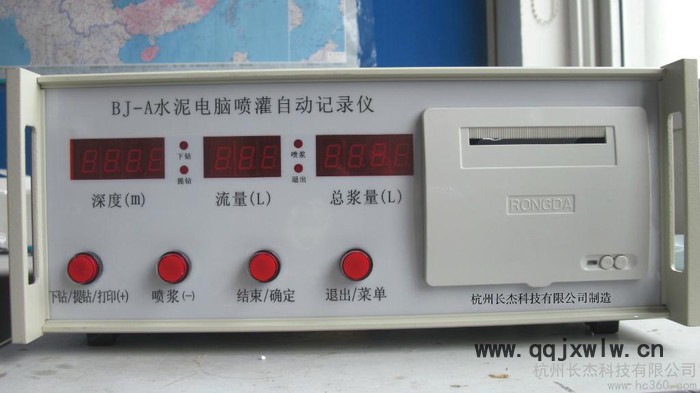 BJ-A水泥电脑喷灌自动记录仪
下钻
提钻
喷浆
退出
深度(m)
流量(L)
总浆量(L)
RONGDA
下钻/提钻/打印(+)
喷浆(-)
结束/确定
退出/菜单
杭州长杰科技有限公司制造
www.qqjxwlw.cn
杭州长杰科技有限公司
www.hc360.com